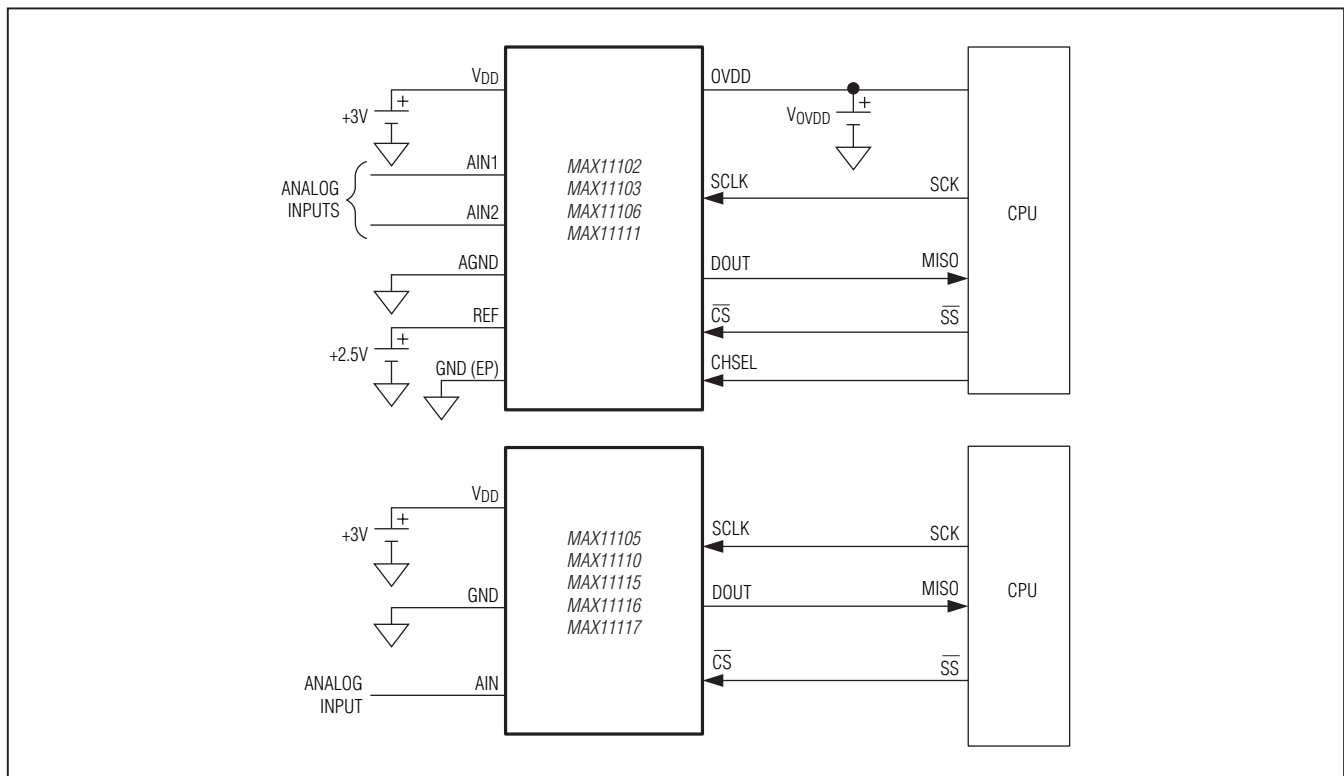 VDD
+3V
AIN1
ANALOG
INPUTS
AIN2
AGND
REF
+2.5V
GND (EP)
MAX11102
MAX11103
MAX11106
MAX11111
OVDD
VOVDD
SCLK
SCK
DOUT
MISO
CS
SS
CHSEL
CPU
VDD
+3V
GND
ANALOG
INPUT
AIN
MAX11105
MAX11110
MAX11115
MAX11116
MAX11117
SCLK
SCK
DOUT
MISO
CS
SS
CPU